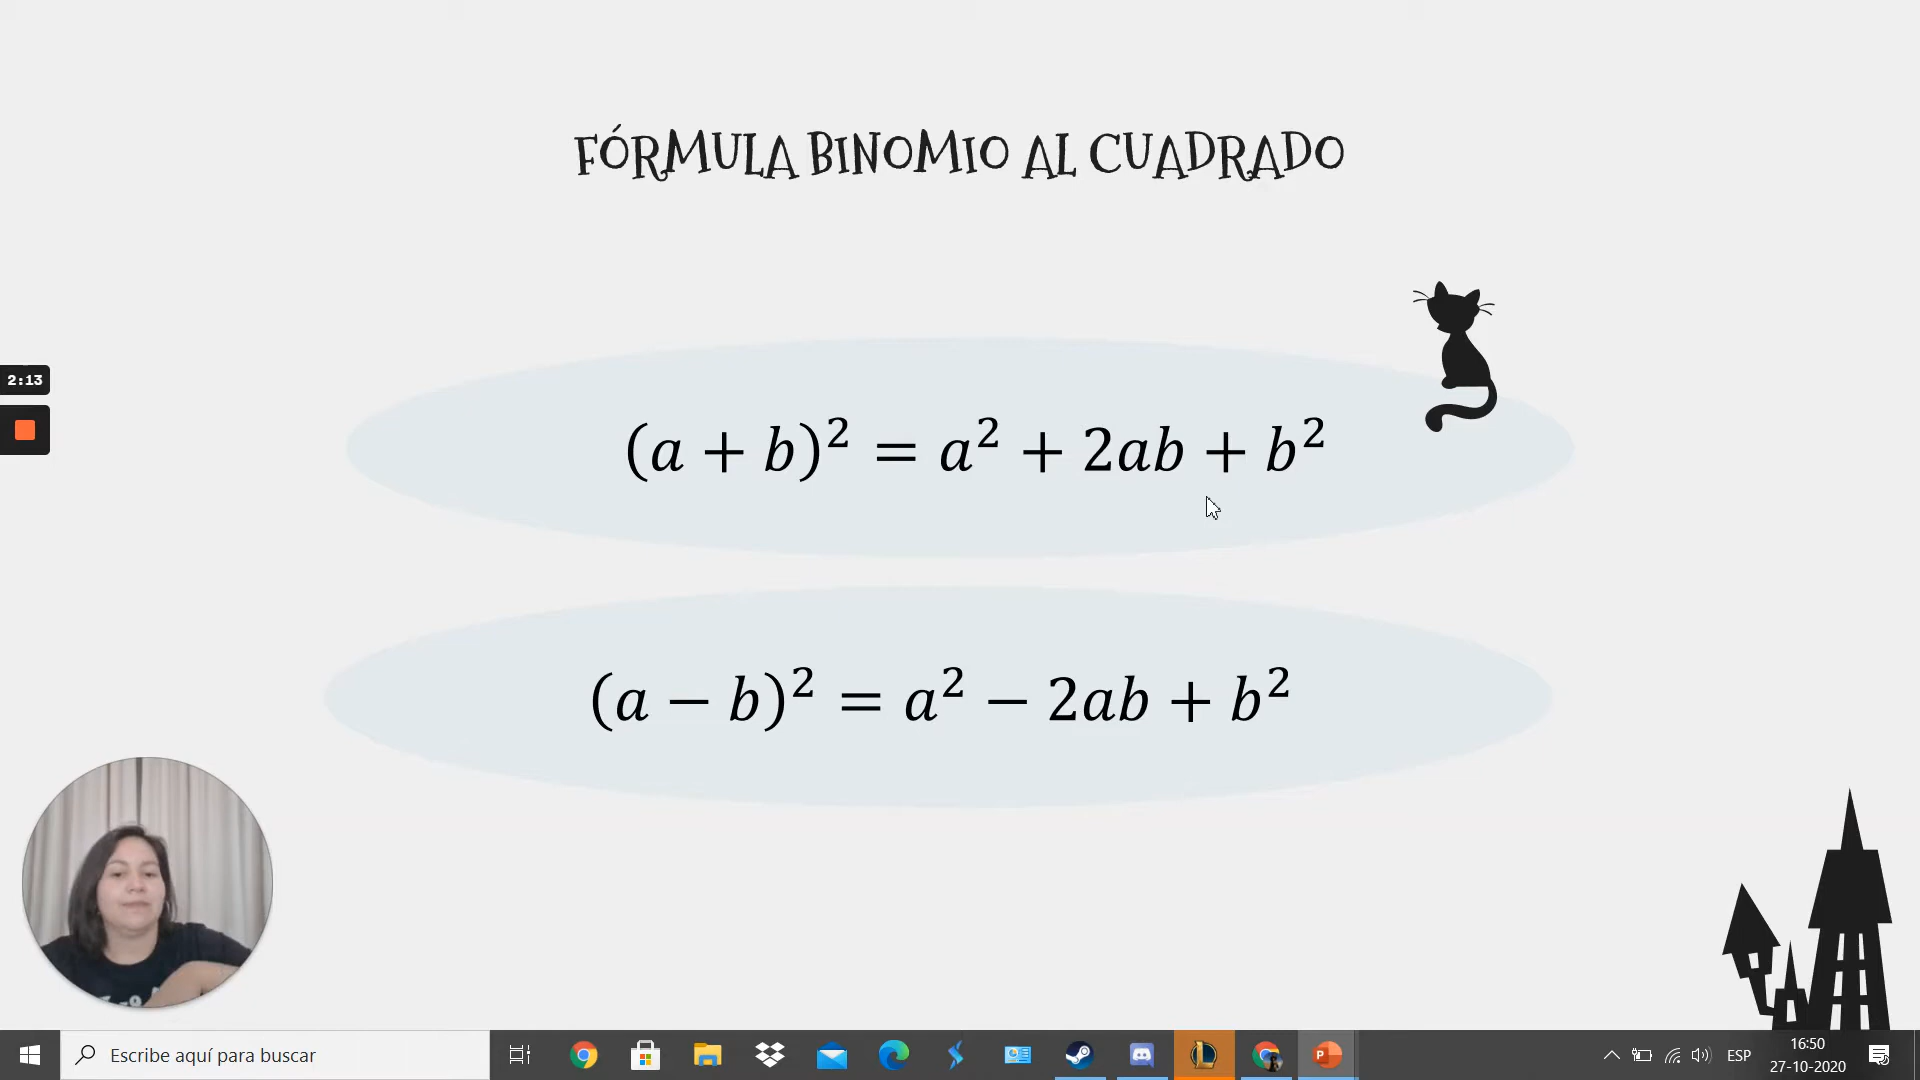 FÓRMULA BINOMIO AL CUADRADO
2:13
(a + b)² = a² + 2ab + b²
(a − b)² = a² − 2ab + b²
Escribe aquí para buscar
ESP
16:50
27-10-2020